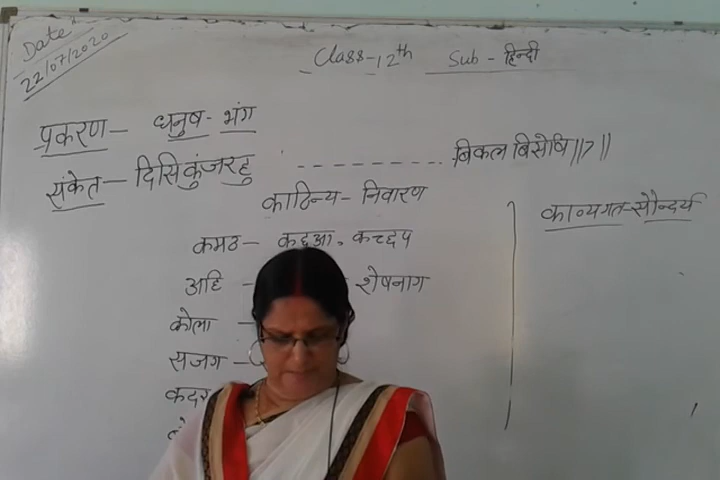 Date
22/07/2020
Class-12th Sub - हिन्दी
प्रकरण - धनुष-भंग
संकेत - दिसिकुंजरहु ---------- बिकल बिसेषि ||7||
काठिन्य - निवारण
काव्यगत-सौन्दर्य
कमठ - कछुआ, कच्छप
अहि - शेषनाग
कोला -
सजग -